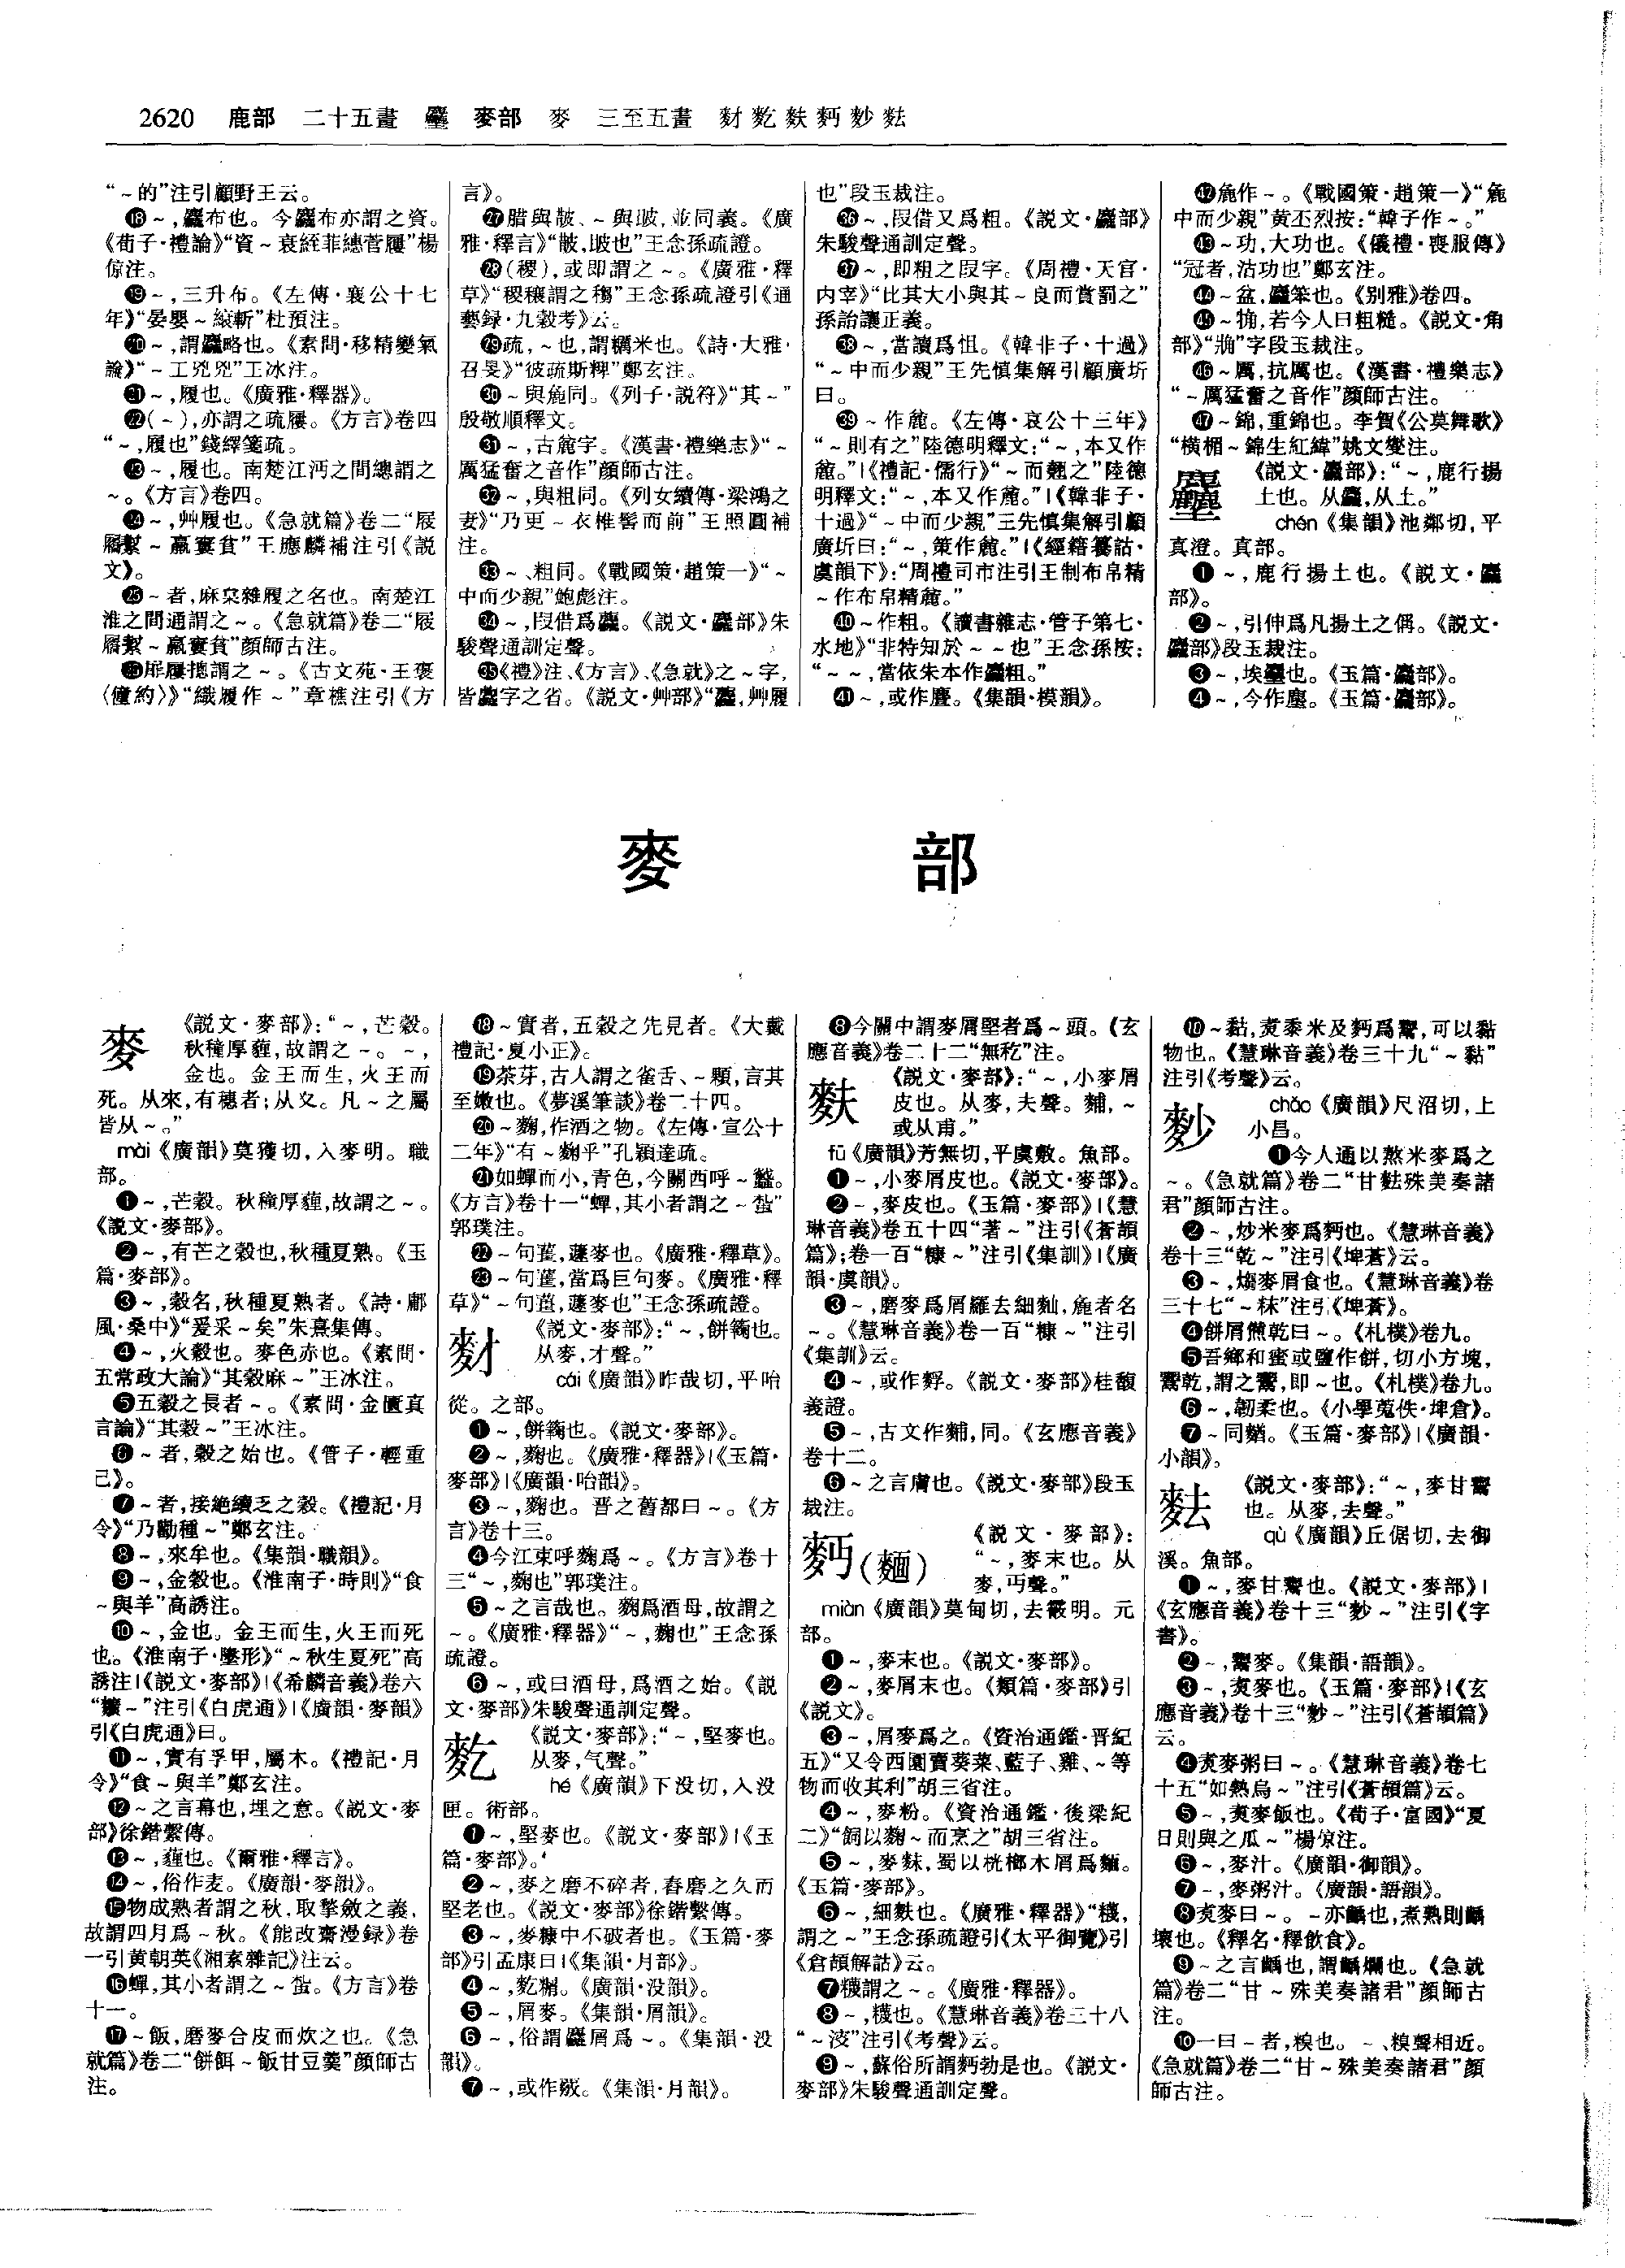 2620 鹿部 二十五畫 麤 麥部 麥 三至五畫 䴭麧麩麪麨麮
“～的”注引顧野王云。
⑱～,麤布也。今麤布亦謂之資。
《荀子·禮論》“資～衰絰菲繐菅屨”楊
倞注。
⑲～,三升布。《左傳·襄公十七
年》“晏嬰～縗斬”杜預注。
⑳～,謂麤略也。《素問·移精變氣
論》“～工兇兇”王冰注。
㉑～,履也。《廣雅·釋器》。
㉒(～),亦謂之疏屨。《方言》卷四
“～,履也”錢繹箋疏。
㉓～,履也。南楚江沔之間總謂之
～。《方言》卷四。
㉔～,艸履也。《急就篇》卷二“屐
屩䋈～羸窶貧”王應麟補注引《説
文》。
㉕～者,麻枲雜履之名也。南楚江
淮之間通謂之～。《急就篇》卷二“屐
屩䋈～羸窶貧”顏師古注。
㉖屝屨摠謂之～。《古文苑·王褒
〈僮約〉》“織履作～”章樵注引《方
言》。
㉗腊與皵、～與㱟,並同義。《廣
雅·釋言》“皵,㱟也”王念孫疏證。
㉘(稷),或即謂之～。《廣雅·釋
草》“稷穰謂之䅳”王念孫疏證引《通
藝録·九穀考》云。
㉙疏,～也,謂糲米也。《詩·大雅·
召旻》“彼疏斯粺”鄭玄注。
㉚～與麁同。《列子·説符》“其～”
殷敬順釋文。
㉛～,古麄字。《漢書·禮樂志》“～
厲猛奮之音作”顏師古注。
㉜～,與粗同。《列女續傳·梁鴻之
妻》“乃更～衣椎髻而前”王照圓補
注。
㉝～、粗同。《戰國策·趙策一》“～
中而少親”鮑彪注。
㉞～,叚借爲麤。《説文·麤部》朱
駿聲通訓定聲。
㉟《禮》注、《方言》、《急就》之～字,
皆䕳字之省。《説文·艸部》“䕳,艸履
也”段玉裁注。
㊱～,叚借又爲粗。《説文·麤部》
朱駿聲通訓定聲。
㊲～,即粗之叚字。《周禮·天官·
内宰》“比其大小與其～良而賞罰之”
孫詒讓正義。
㊳～,當讀爲怚。《韓非子·十過》
“～中而少親”王先慎集解引顧廣圻
曰。
㊴～作麄。《左傳·哀公十三年》
“～則有之”陸德明釋文:“～,本又作
麄。”|《禮記·儒行》“～而翹之”陸德
明釋文:“～,本又作麄。”|《韓非子·
十過》“～中而少親”王先慎集解引顧
廣圻曰:“～,策作麄。”|《經籍籑詁·
虞韻下》:“周禮司市注引王制布帛精
～作布帛精麄。”
㊵～作粗。《讀書雜志·管子第七·
水地》“非特知於～～也”王念孫按:
“～～,當依朱本作麤粗。”
㊶～,或作麆。《集韻·模韻》。
㊷麁作～。《戰國策·趙策一》“麁
中而少親”黄丕烈按:“韓子作～。”
㊸～功,大功也。《儀禮·喪服傳》
“冠者,沽功也”鄭玄注。
㊹～盆,麤笨也。《别雅》卷四。
㊺～觕,若今人曰粗糙。《説文·角
部》“觕”字段玉裁注。
㊻～厲,抗厲也。《漢書·禮樂志》
“～厲猛奮之音作”顏師古注。
㊼～錦,重錦也。李賀《公莫舞歌》
“横楣～錦生紅緯”姚文燮注。
《説文·麤部》:“～,鹿行揚
土也。从麤,从土。”
chén《集韻》池鄰切,平
真澄。真部。
❶～,鹿行揚土也。《説文·麤
部》。
❷～,引伸爲凡揚土之偁。《説文·
麤部》段玉裁注。
❸～,埃壒也。《玉篇·麤部》。
❹～,今作塵。《玉篇·麤部》。
麥 部
麥
《説文·麥部》:“～,芒穀。
秋種厚薶,故謂之～。～,
金也。金王而生,火王而
死。从來,有穗者;从夊。凡～之屬
皆从～。”
mài《廣韻》莫獲切,入麥明。職
部。
❶～,芒穀。秋種厚薶,故謂之～。
《説文·麥部》。
❷～,有芒之穀也,秋種夏熟。《玉
篇·麥部》。
❸～,穀名,秋種夏熟者。《詩·鄘
風·桑中》“爰采～矣”朱熹集傳。
❹～,火穀也。麥色赤也。《素問·
五常政大論》“其穀麻～”王冰注。
❺五穀之長者～。《素問·金匱真
言論》“其穀～”王冰注。
❻～者,穀之始也。《管子·輕重
己》。
❼～者,接絶續乏之穀。《禮記·月
令》“乃勸種～”鄭玄注。
❽～,來牟也。《集韻·職韻》。
❾～,金穀也。《淮南子·時則》“食
～與羊”高誘注。
❿～,金也。金王而生,火王而死
也。《淮南子·墬形》“～秋生夏死”高
誘注|《説文·麥部》|《希麟音義》卷六
“穬～”注引《白虎通》|《廣韻·麥韻》
引《白虎通》曰。
⓫～,實有孚甲,屬木。《禮記·月
令》“食～與羊”鄭玄注。
⓬～之言幕也,埋之意。《説文·麥
部》徐鍇繫傳。
⓭～,薶也。《爾雅·釋言》。
⓮～,俗作麦。《廣韻·麥韻》。
⓯物成熟者謂之秋,取揫斂之義,
故謂四月爲～秋。《能改齋漫録》卷
一引黄朝英《湘素雜記》注云。
⓰蟬,其小者謂之～蚻。《方言》卷
十一。
⓱～飯,磨麥合皮而炊之也。《急
就篇》卷二“餅餌～飯甘豆羹”顏師古
注。
⓲～實者,五穀之先見者。《大戴
禮記·夏小正》。
⓳茶芽,古人謂之雀舌、～顆,言其
至嫩也。《夢溪筆談》卷二十四。
⓴～麴,作酒之物。《左傳·宣公十
二年》“有～麴乎”孔穎達疏。
㉑如蟬而小,青色,今關西呼～𧖅。
《方言》卷十一“蟬,其小者謂之～蚻”
郭璞注。
㉒～句薑,蘧麥也。《廣雅·釋草》。
㉓～句薑,當爲巨句麥。《廣雅·釋
草》“～句薑,蘧麥也”王念孫疏證。
䴭
《説文·麥部》:“～,餅䴷也。
从麥,才聲。”
cái《廣韻》昨哉切,平咍
從。之部。
❶～,餅䴷也。《説文·麥部》。
❷～,麴也。《廣雅·釋器》|《玉篇·
麥部》|《廣韻·咍韻》。
❸～,麴也。晋之舊都曰～。《方
言》卷十三。
❹今江東呼麴爲～。《方言》卷十
三“～,麴也”郭璞注。
❺～之言哉也。麴爲酒母,故謂之
～。《廣雅·釋器》“～,麴也”王念孫
疏證。
❻～,或曰酒母,爲酒之始。《説
文·麥部》朱駿聲通訓定聲。
麧
《説文·麥部》:“～,堅麥也。
从麥,气聲。”
hé《廣韻》下没切,入没
匣。術部。
❶～,堅麥也。《説文·麥部》|《玉
篇·麥部》。
❷～,麥之磨不碎者,舂磨之久而
堅老也。《説文·麥部》徐鍇繫傳。
❸～,麥糠中不破者也。《玉篇·麥
部》引孟康曰|《集韻·月部》。
❹～,麧䊝。《廣韻·没韻》。
❺～,屑麥。《集韻·屑韻》。
❻～,俗謂麤屑爲～。《集韻·没
韻》。
❼～,或作䊠。《集韻·月韻》。
❽今關中謂麥屑堅者爲～頭。《玄
應音義》卷二十二“無秔”注。
麩
《説文·麥部》:“～,小麥屑
皮也。从麥,夫聲。䴸,～
或从甫。”
fū《廣韻》芳無切,平虞敷。魚部。
❶～,小麥屑皮也。《説文·麥部》。
❷～,麥皮也。《玉篇·麥部》|《慧
琳音義》卷五十四“著～”注引《蒼頡
篇》;卷一百“糠～”注引《集訓》|《廣
韻·虞韻》。
❸～,磨麥爲屑羅去細麪,麁者名
～。《慧琳音義》卷一百“糠～”注引
《集訓》云。
❹～,或作䴻。《説文·麥部》桂馥
義證。
❺～,古文作䴸,同。《玄應音義》
卷十二。
❻～之言膚也。《説文·麥部》段玉
裁注。
麪(麵)
《説文·麥部》:
“～,麥末也。从
麥,丏聲。”
miàn《廣韻》莫甸切,去霰明。元
部。
❶～,麥末也。《説文·麥部》。
❷～,麥屑末也。《類篇·麥部》引
《説文》。
❸～,屑麥爲之。《資治通鑑·晋紀
五》“又令西園賣葵菜、藍子、雞、～等
物而收其利”胡三省注。
❹～,麥粉。《資治通鑑·後梁紀
二》“飼以麴～而烹之”胡三省注。
❺～,麥䴲,蜀以桄榔木屑爲麵。
《玉篇·麥部》。
❻～,細麩也。《廣雅·釋器》“䊳,
謂之～”王念孫疏證引《太平御覽》引
《倉頡解詁》云。
❼䊳謂之～。《廣雅·釋器》。
❽～,䊳也。《慧琳音義》卷三十八
“～涭”注引《考聲》云。
❾～,蘇俗所謂麪勃是也。《説文·
麥部》朱駿聲通訓定聲。
❿～黏,煑黍米及麪爲鬻,可以黏
物也。《慧琳音義》卷三十九“～黏”
注引《考聲》云。
麨
chǎo《廣韻》尺沼切,上
小昌。
❶今人通以熬米麥爲之
～。《急就篇》卷二“甘麮殊美奏諸
君”顏師古注。
❷～,炒米麥爲麪也。《慧琳音義》
卷十三“乾～”注引《埤蒼》云。
❸～,煼麥屑食也。《慧琳音義》卷
三十七“～秣”注引《埤蒼》。
❹餅屑熊乾曰～。《札樸》卷九。
❺吾鄉和蜜或鹽作餅,切小方塊,
鬻乾,謂之鬻,即～也。《札樸》卷九。
❻～,韌柔也。《小學蒐佚·埤倉》。
❼～同䵅。《玉篇·麥部》|《廣韻·
小韻》。
麮
《説文·麥部》:“～,麥甘鬻
也。从麥,去聲。”
qù《廣韻》丘倨切,去御
溪。魚部。
❶～,麥甘鬻也。《説文·麥部》|
《玄應音義》卷十三“麨～”注引《字
書》。
❷～,鬻麥。《集韻·語韻》。
❸～,煑麥也。《玉篇·麥部》|《玄
應音義》卷十三“麨～”注引《蒼頡篇》
云。
❹煑麥粥曰～。《慧琳音義》卷七
十五“如熱烏～”注引《蒼頡篇》云。
❺～,煑麥飯也。《荀子·富國》“夏
日則與之瓜～”楊倞注。
❻～,麥汁。《廣韻·御韻》。
❼～,麥粥汁。《廣韻·語韻》。
❽煑麥曰～。～亦齲也,煮熟則齲
壞也。《釋名·釋飲食》。
❾～之言齲也,謂齲爛也。《急就
篇》卷二“甘～殊美奏諸君”顏師古
注。
❿一曰～者,糗也。～、糗聲相近。
《急就篇》卷二“甘～殊美奏諸君”顏
師古注。